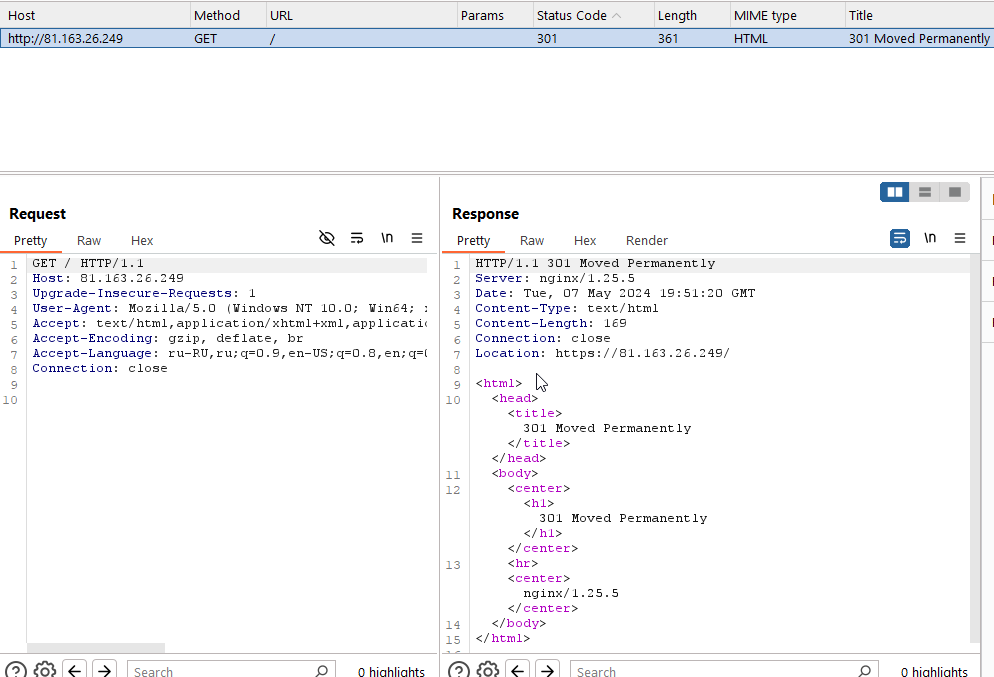 Host Method URL Params Status Code Length MIME type Title
http://81.163.26.249 GET / 301 361 HTML 301 Moved Permanently
Request
Pretty Raw Hex \n
1 GET / HTTP/1.1
2 Host: 81.163.26.249
3 Upgrade-Insecure-Requests: 1
4 User-Agent: Mozilla/5.0 (Windows NT 10.0; Win64;
5 Accept: text/html,application/xhtml+xml,applicatio
6 Accept-Encoding: gzip, deflate, br
7 Accept-Language: ru-RU,ru;q=0.9,en-US;q=0.8,en;q=0
8 Connection: close
9
10
Search 0 highlights
Response
Pretty Raw Hex Render \n
1 HTTP/1.1 301 Moved Permanently
2 Server: nginx/1.25.5
3 Date: Tue, 07 May 2024 19:51:20 GMT
4 Content-Type: text/html
5 Content-Length: 169
6 Connection: close
7 Location: https://81.163.26.249/
8
9 <html>
10 <head>
<title>
301 Moved Permanently
</title>
</head>
11 <body>
12 <center>
<h1>
301 Moved Permanently
</h1>
</center>
13 <hr>
<center>
nginx/1.25.5
</center>
14 </body>
15 </html>
Search 0 highlights